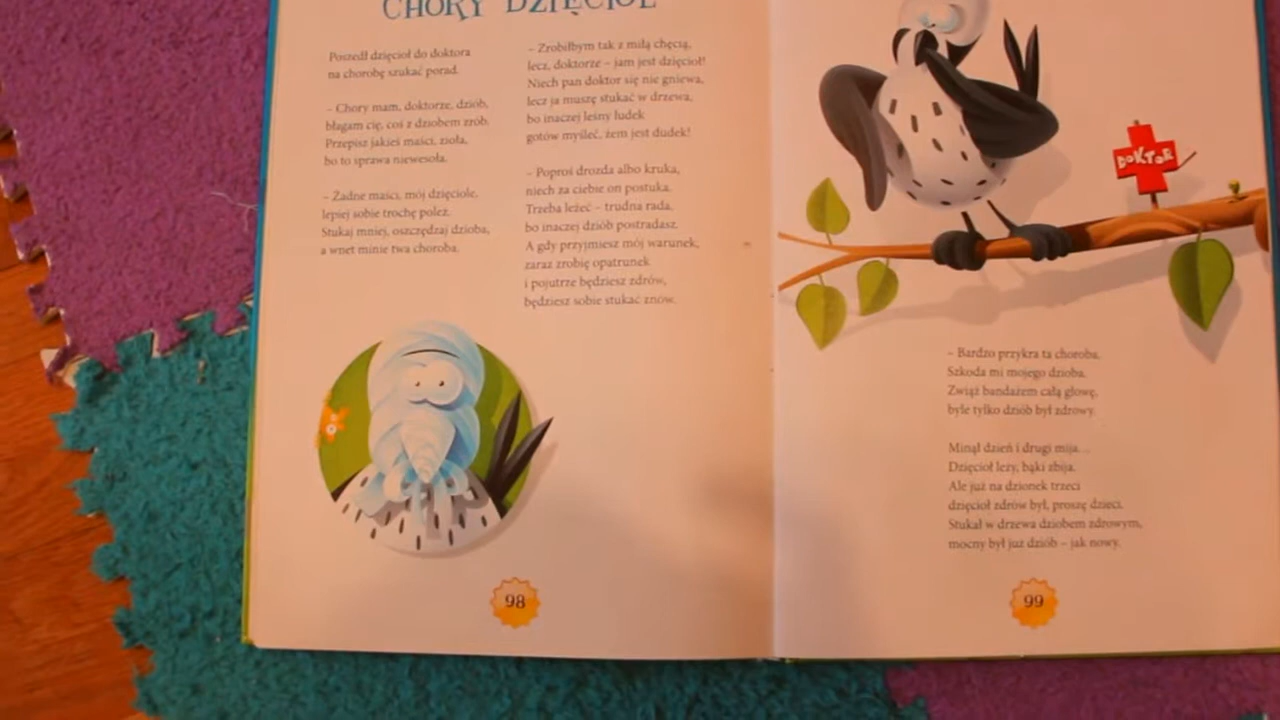 CHORY DZIĘCIOŁ
Poszedł dzięcioł do doktora
na chorobę szukać porad.
– Chory mam, doktorze, dziób,
błagam cię, coś z dziobem zrób.
Przepisz jakieś maści, zioła,
bo to sprawa niewesoła.
– Żadne maści, mój dzięciole,
lepiej sobie trochę poleż.
Stukaj mniej, oszczędzaj dzioba,
a wnet minie twa choroba.
– Zrobiłbym tak z miłą chęcią,
lecz, doktorze – jam jest dzięcioł!
Niech pan doktor się nie gniewa,
lecz ja muszę stukać w drzewa,
bo inaczej leśny ludek
gotów myśleć, żem jest dudek!
– Poproś drozda albo kruka,
niech za ciebie on postuka.
Trzeba leżeć – trudna rada,
bo inaczej dziób postradasz.
A gdy przyjmiesz mój warunek,
zaraz zrobię opatrunek
i pojutrze będziesz zdrów,
będziesz sobie stukać znów.
98
DOKTOR
– Bardzo przykra ta choroba,
Szkoda mi mojego dzioba.
Zwiąż bandażem całą głowę,
byle tylko dziób był zdrowy.
Minął dzień i drugi mija...
Dzięcioł leży, bąki zbija.
Ale już na dzionek trzeci
dzięcioł zdrów był, proszę dzieci.
Stukał w drzewa dziobem zdrowym,
mocny był już dziób – jak nowy.
99